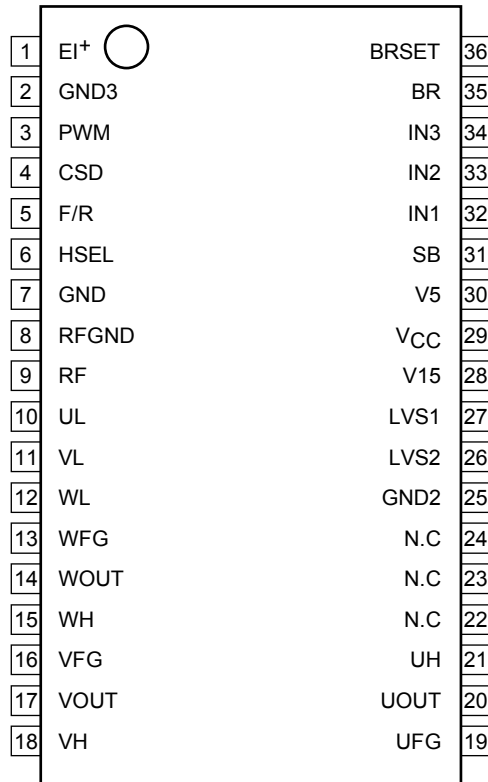 1 EI+ BRSET 36
2 GND3 BR 35
3 PWM IN3 34
4 CSD IN2 33
5 F/R IN1 32
6 HSEL SB 31
7 GND V5 30
8 RFGND VCC 29
9 RF V15 28
10 UL LVS1 27
11 VL LVS2 26
12 WL GND2 25
13 WFG N.C 24
14 WOUT N.C 23
15 WH N.C 22
16 VFG UH 21
17 VOUT UOUT 20
18 VH UFG 19